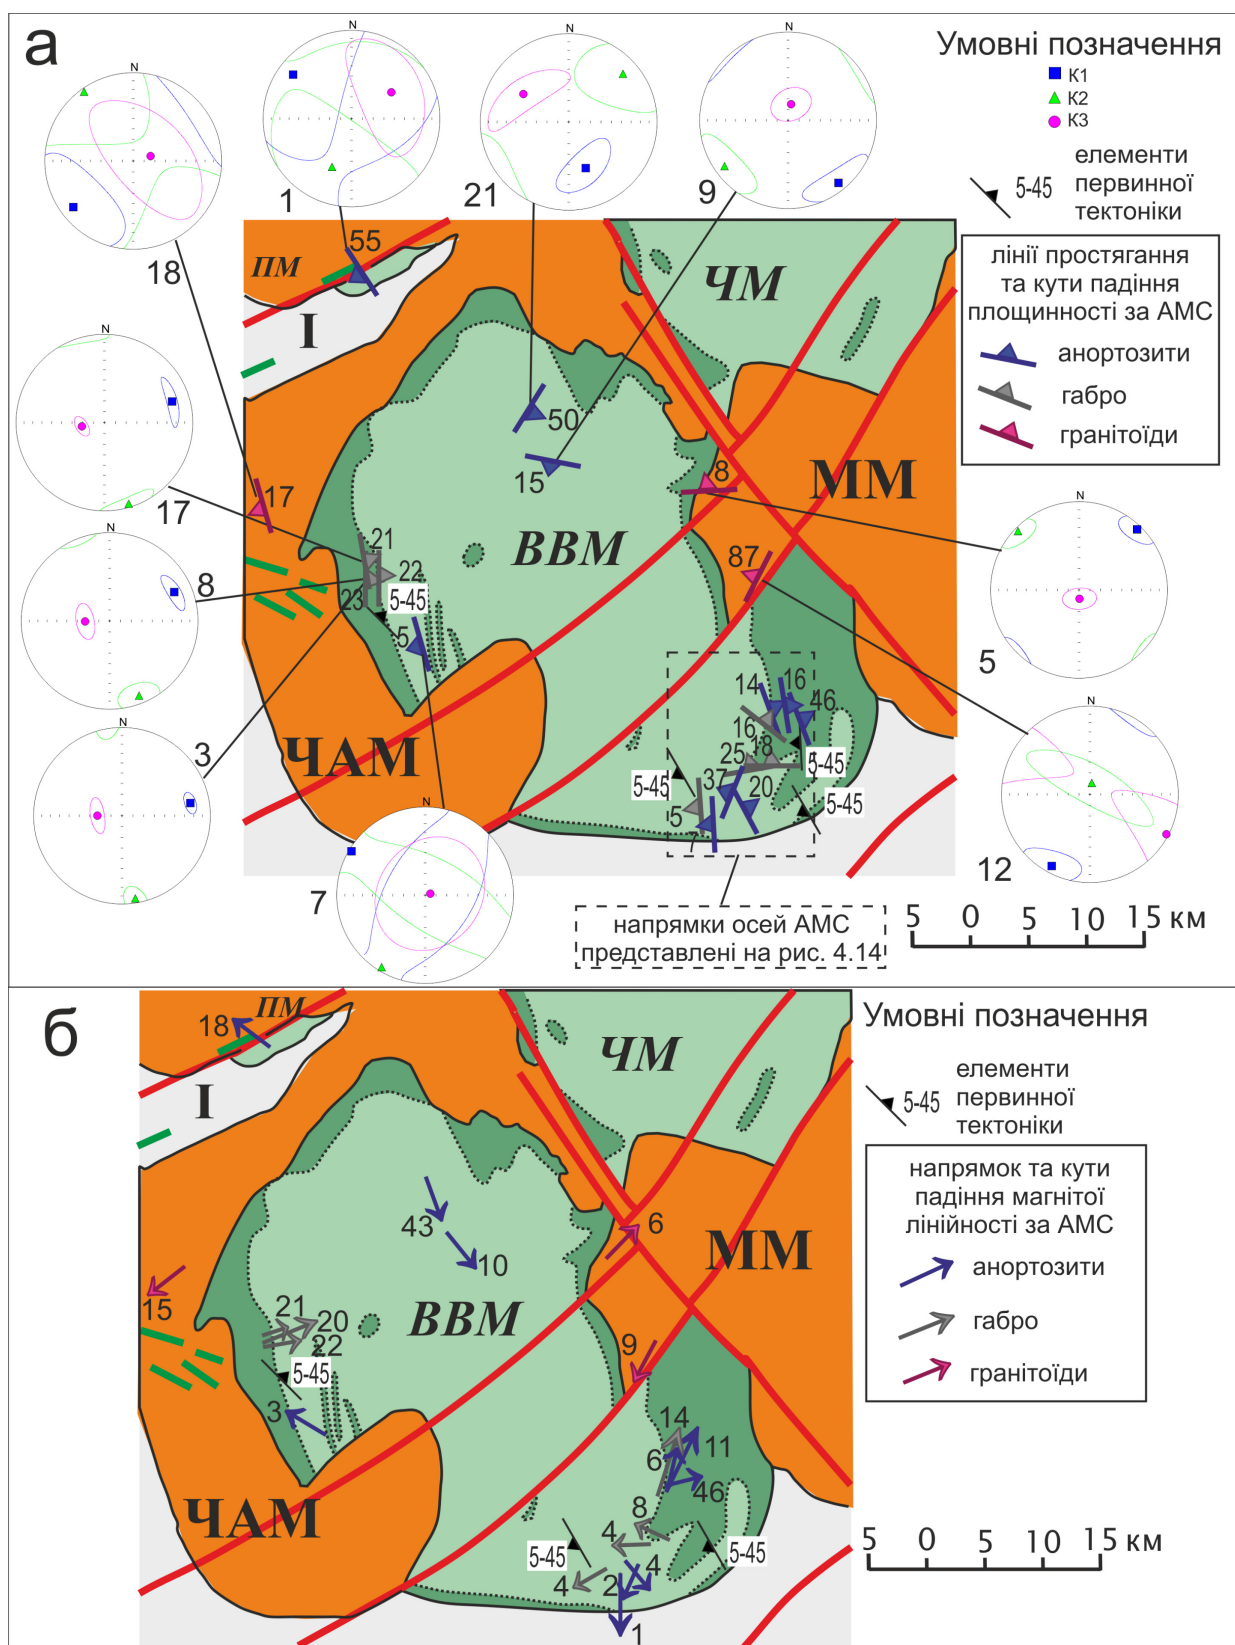 а
Умовні позначення
К1
К2
К3
5-45
елементи
первинної
тектоніки
лінії простягання
та кути падіння
площинності за АМС
анортозити
габро
гранітоїди
N
N
N
N
N
N
N
N
N
N
N
1
21
9
18
17
8
3
7
5
12
55
ПМ
I
ЧМ
50
15
8
ММ
17
ВВМ
87
21
22
23
5-45
5
14
16
46
16
18
25
5-45
37
20
5-45
5-45
5
7
ЧАМ
напрямки осей АМС
представлені на рис. 4.14
5 0 5 10 15 км
б
Умовні позначення
5-45
елементи
первинної
тектоніки
напрямок та кути
падіння магнітої
лінійності за АМС
анортозити
габро
гранітоїди
ПМ
18
I
ЧМ
43
10
6
ММ
15
ВВМ
21
20
22
5-45
9
3
14
11
6
46
ЧАМ
8
4
5-45
5-45
4
4
2
1
5 0 5 10 15 км